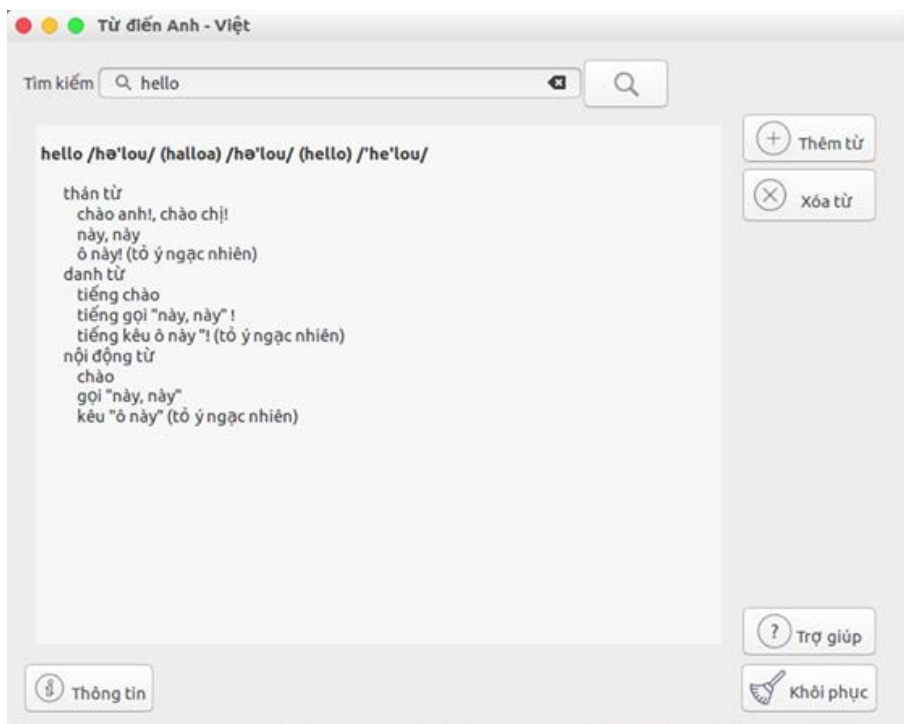 Từ điển Anh - Việt
Tìm kiếm hello
hello /hə'lou/ (halloa) /hə'lou/ (hello) /'he'lou/
thán từ
chào anh!, chào chị!
này, này
ô này! (tỏ ý ngạc nhiên)
danh từ
tiếng chào
tiếng gọi "này, này" !
tiếng kêu ô này "! (tỏ ý ngạc nhiên)
nội động từ
chào
gọi "này, này"
kêu "ô này" (tỏ ý ngạc nhiên)
Thêm từ
Xóa từ
Trợ giúp
Thông tin
Khôi phục